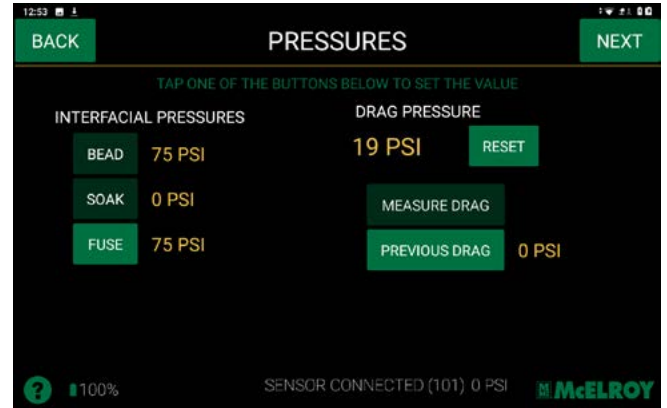 12:53
BACK PRESSURES NEXT
TAP ONE OF THE BUTTONS BELOW TO SET THE VALUE
INTERFACIAL PRESSURES
BEAD 75 PSI
SOAK 0 PSI
FUSE 75 PSI
DRAG PRESSURE
19 PSI RESET
MEASURE DRAG
PREVIOUS DRAG 0 PSI
? 100% SENSOR CONNECTED (101) 0 PSI McELROY